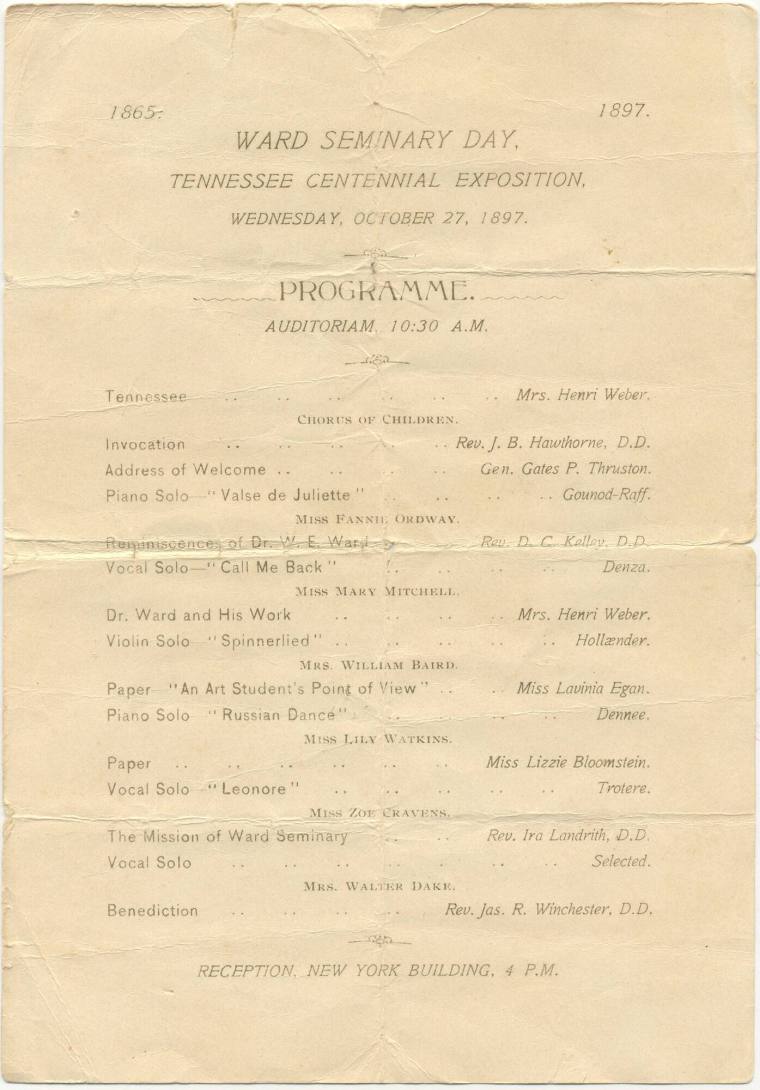 1865. 1897.
WARD SEMINARY DAY,
TENNESSEE CENTENNIAL EXPOSITION,
WEDNESDAY, OCTOBER 27, 1897.
PROGRAMME.
AUDITORIAM, 10:30 A.M.
Tennessee .. .. .. .. .. .. Mrs. Henri Weber.
CHORUS OF CHILDREN.
Invocation .. .. .. .. .. Rev. J. B. Hawthorne, D.D.
Address of Welcome .. .. .. .. Gen. Gates P. Thruston.
Piano Solo—"Valse de Juliette" .. .. .. .. Gounod-Raff.
MISS FANNIE ORDWAY.
Reminiscences of Dr. W. E. Ward .. Rev. D. C. Kelley, D.D.
Vocal Solo—"Call Me Back" .. .. .. .. Denza.
MISS MARY MITCHELL.
Dr. Ward and His Work .. .. .. .. Mrs. Henri Weber.
Violin Solo—"Spinnerlied" .. .. .. .. .. Hollænder.
MRS. WILLIAM BAIRD.
Paper—"An Art Student's Point of View" .. .. Miss Lavinia Egan.
Piano Solo—"Russian Dance" .. .. .. .. Dennee.
MISS LILY WATKINS.
Paper .. .. .. .. .. .. Miss Lizzie Bloomstein.
Vocal Solo—"Leonore" .. .. .. .. .. Trotere.
MISS ZOE CRAVENS.
The Mission of Ward Seminary .. .. Rev. Ira Landrith, D.D.
Vocal Solo .. .. .. .. .. .. .. Selected.
MRS. WALTER DAKE.
Benediction .. .. .. .. Rev. Jas. R. Winchester, D.D.
RECEPTION, NEW YORK BUILDING, 4 P.M.